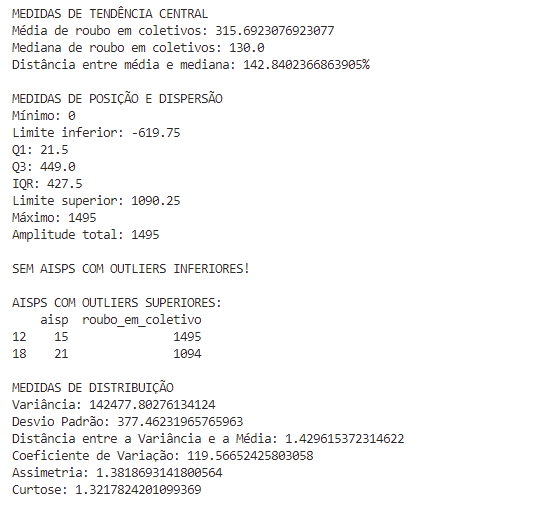 MEDIDAS DE TENDÊNCIA CENTRAL
Média de roubo em coletivos: 315.6923076923077
Mediana de roubo em coletivos: 130.0
Distância entre média e mediana: 142.8402366863905%
MEDIDAS DE POSIÇÃO E DISPERSÃO
Mínimo: 0
Limite inferior: -619.75
Q1: 21.5
Q3: 449.0
IQR: 427.5
Limite superior: 1090.25
Máximo: 1495
Amplitude total: 1495
SEM AISPS COM OUTLIERS INFERIORES!
AISPS COM OUTLIERS SUPERIORES:
aisp roubo_em_coletivo
12 15 1495
18 21 1094
MEDIDAS DE DISTRIBUIÇÃO
Variância: 142477.80276134124
Desvio Padrão: 377.46231965765963
Distância entre a Variância e a Média: 1.429615372314622
Coeficiente de Variação: 119.56652425803058
Assimetria: 1.3818693141800564
Curtose: 1.3217824201099369